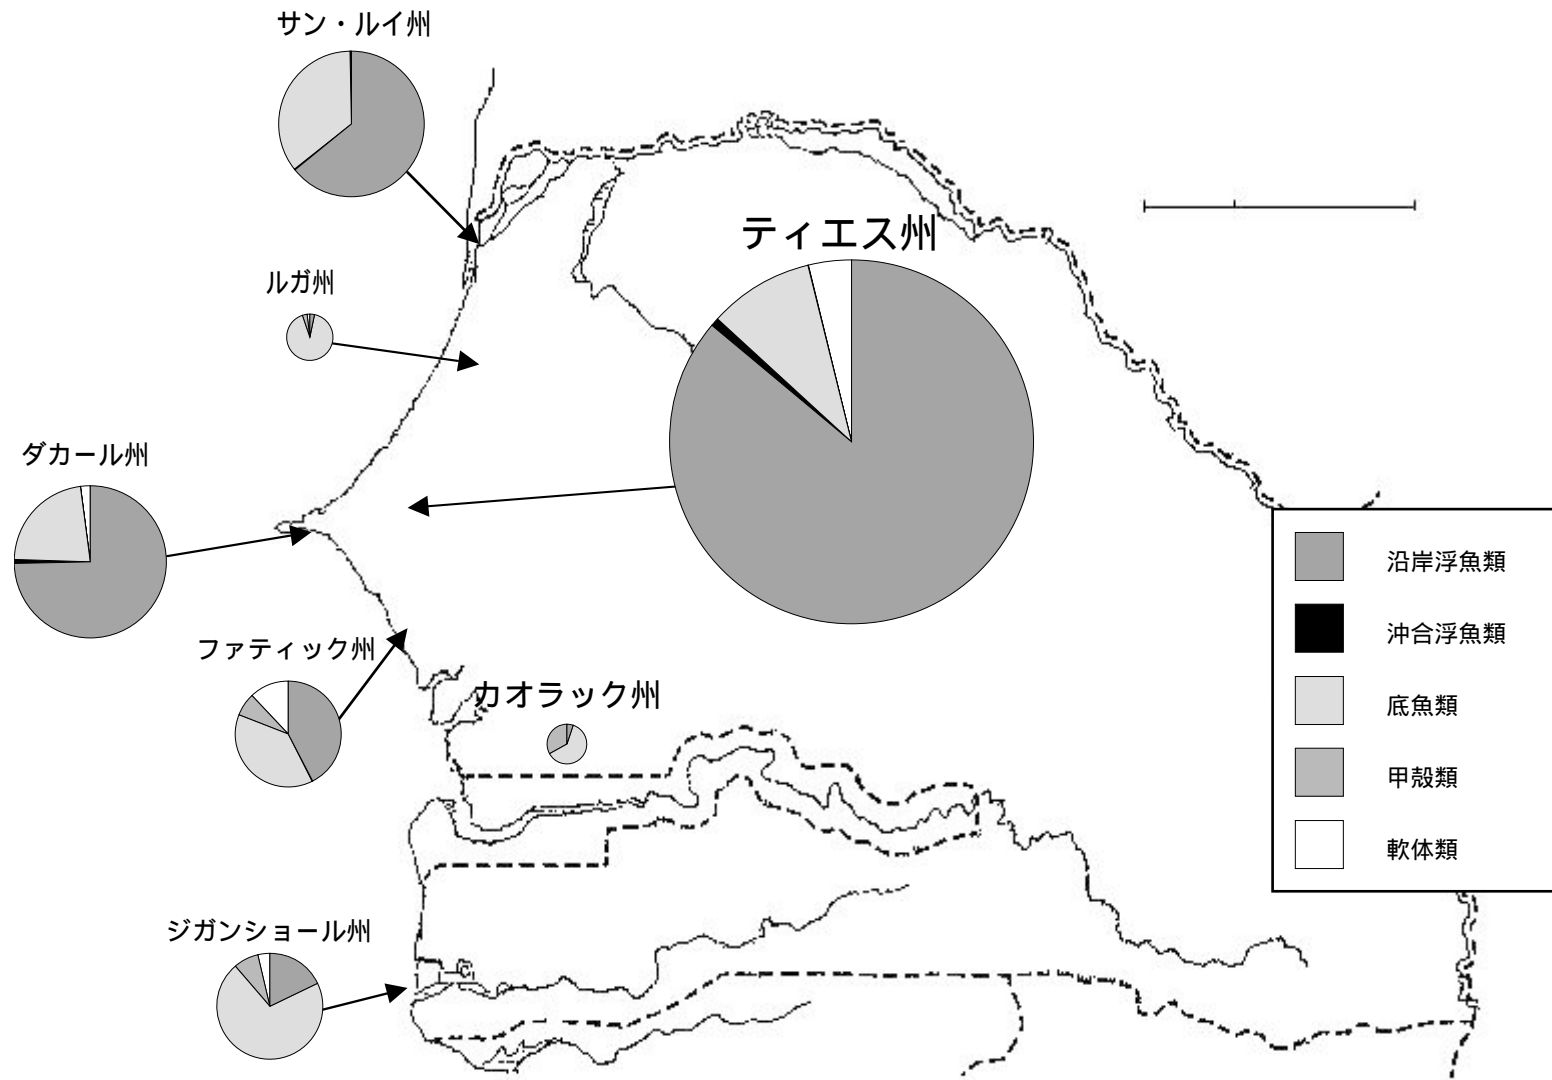 サン・ルイ州
ティエス州
ルガ州
ダカール州
ファティック州
カオラック州
ジガンショール州
沿岸浮魚類
沖合浮魚類
底魚類
甲殻類
軟体類